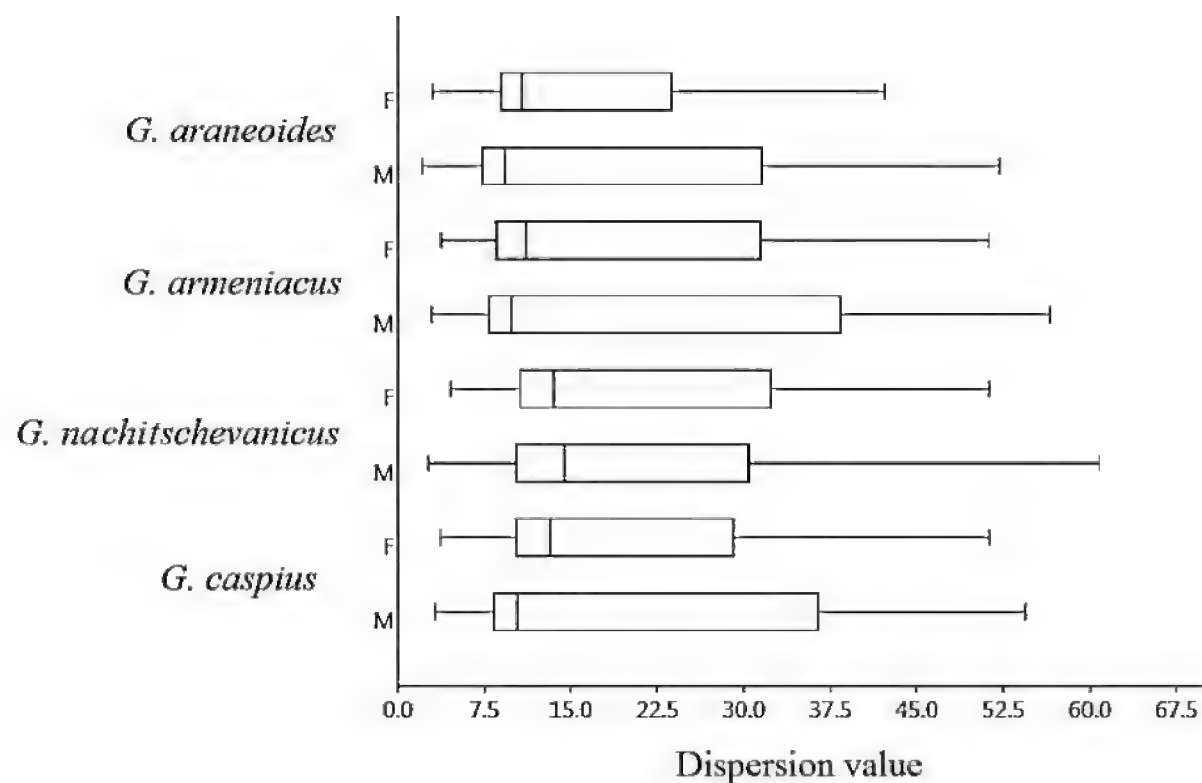 F
G. araneoides
M
F
G. armeniacus
M
F
G. nachitschevanicus
M
F
G. caspius
M
0.0 7.5 15.0 22.5 30.0 37.5 45.0 52.5 60.0 67.5
Dispersion value